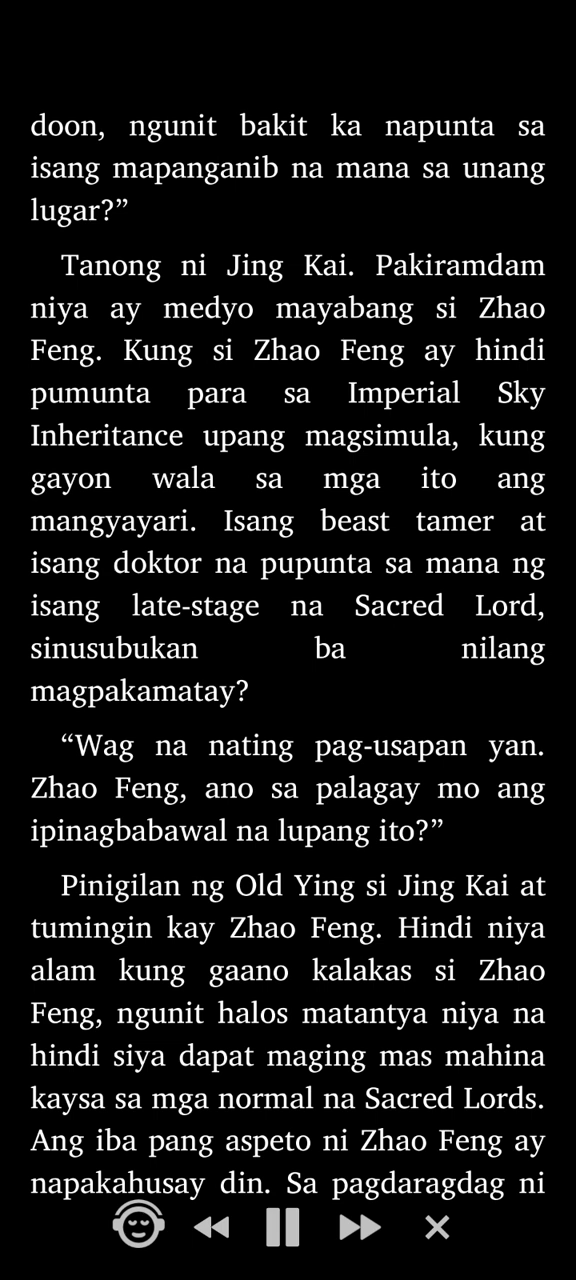 doon, ngunit bakit ka napunta sa
isang mapanganib na mana sa unang
lugar?”
Tanong ni Jing Kai. Pakiramdam
niya ay medyo mayabang si Zhao
Feng. Kung si Zhao Feng ay hindi
pumunta para sa Imperial Sky
Inheritance upang magsimula, kung
gayon wala sa mga ito ang
mangyayari. Isang beast tamer at
isang doktor na pupunta sa mana ng
isang late-stage na Sacred Lord,
sinusubukan ba nilang
magpakamatay?
“Wag na nating pag-usapan yan.
Zhao Feng, ano sa palagay mo ang
ipinagbabawal na lupang ito?”
Pinigilan ng Old Ying si Jing Kai at
tumingin kay Zhao Feng. Hindi niya
alam kung gaano kalakas si Zhao
Feng, ngunit halos matantya niya na
hindi siya dapat maging mas mahina
kaysa sa mga normal na Sacred Lords.
Ang iba pang aspeto ni Zhao Feng ay
napakahusay din. Sa pagdaragdag ni